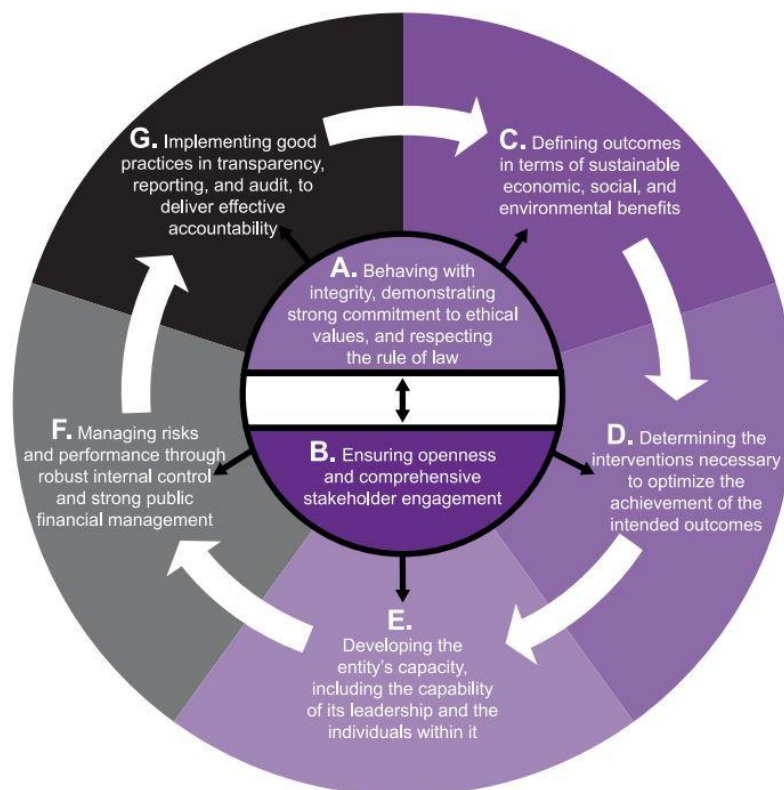 A. Behaving with
integrity, demonstrating
strong commitment to ethical
values, and respecting
the rule of law
B. Ensuring openness
and comprehensive
stakeholder engagement
C. Defining outcomes
in terms of sustainable
economic, social, and
environmental benefits
D. Determining the
interventions necessary
to optimize the
achievement of the
intended outcomes
E.
Developing the
entity's capacity,
including the capability
of its leadership and the
individuals within it
F. Managing risks
and performance through
robust internal control
and strong public
financial management
G. Implementing good
practices in transparency,
reporting, and audit, to
deliver effective
accountability